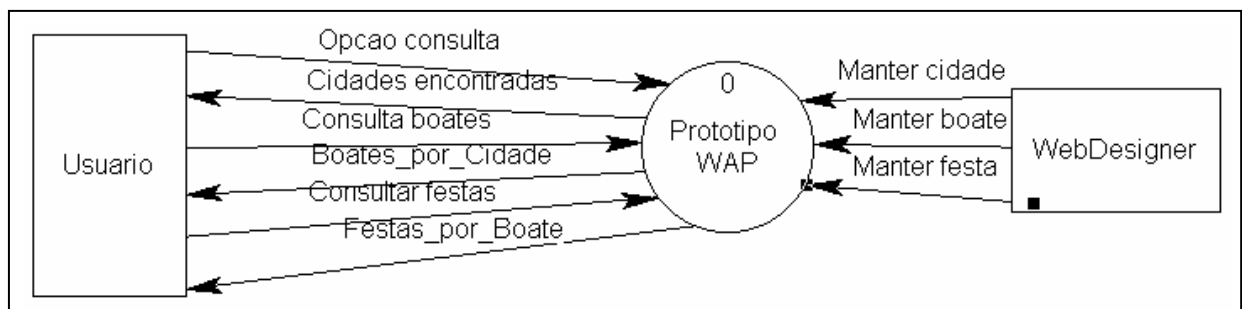 Opcao consulta
Cidades encontradas
Consulta boates
Boates_por_Cidade
Consultar festas
Festas_por_Boate
Usuario
0
Prototipo
WAP
Manter cidade
Manter boate
Manter festa
WebDesigner